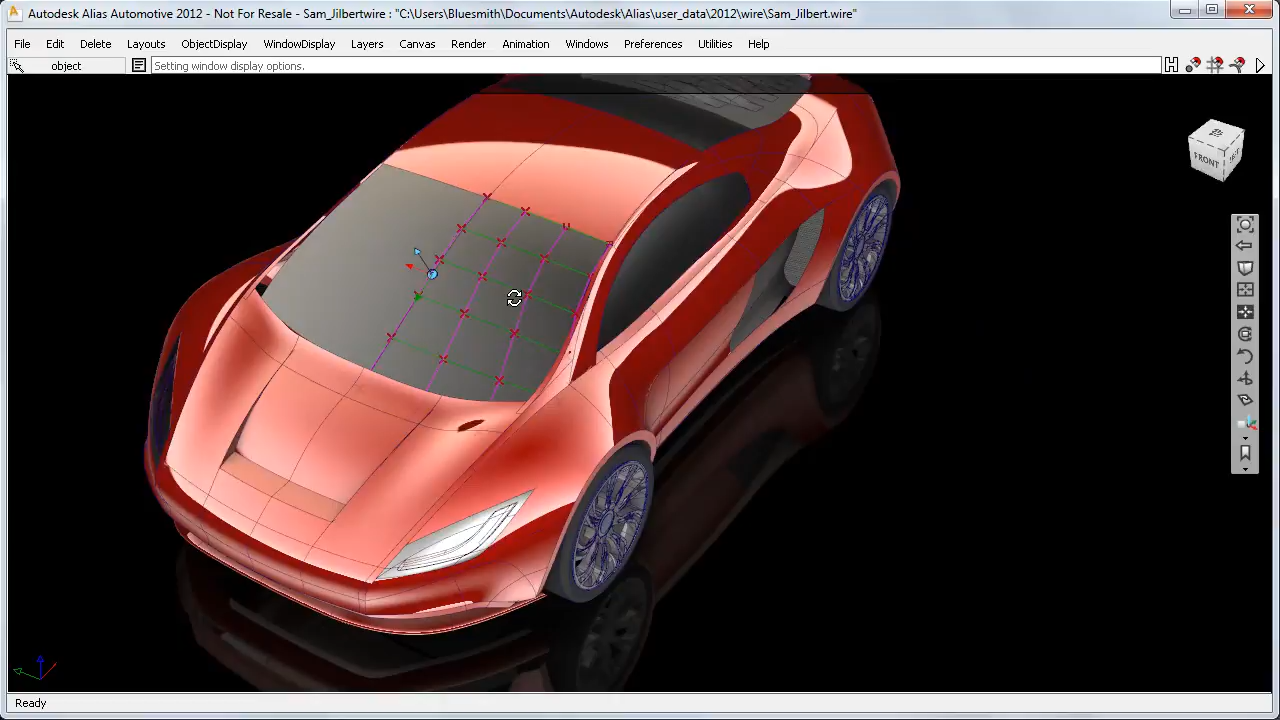 Autodesk Alias Automotive 2012 - Not For Resale - Sam_Jilbertwire : "C:\Users\Bluesmith\Documents\Autodesk\Alias\user_data\2012\wire\Sam_Jilbert.wire"
File Edit Delete Layouts ObjectDisplay WindowDisplay Layers Canvas Render Animation Windows Preferences Utilities Help
object Setting window display options.
FRONT
Ready